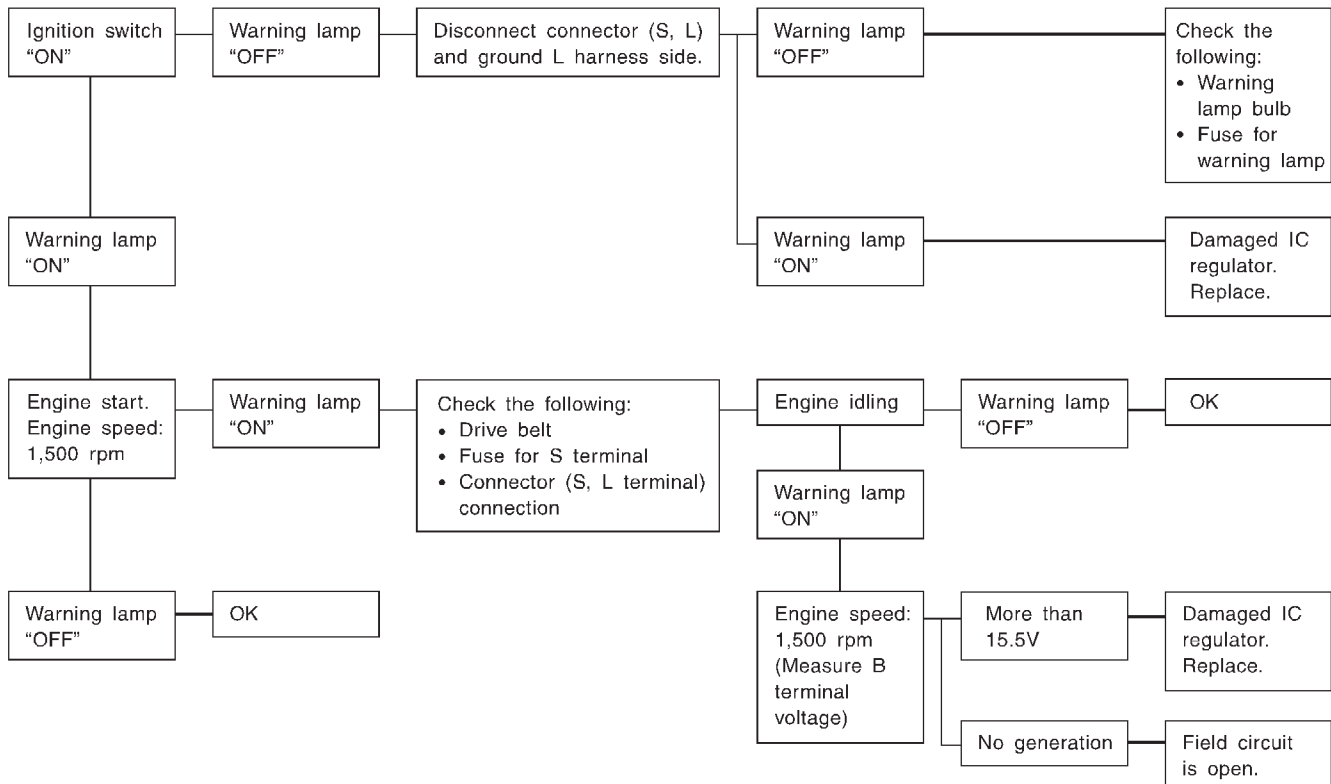 Ignition switch
“ON”
Warning lamp
“OFF”
Disconnect connector (S, L)
and ground L harness side.
Warning lamp
“OFF”
Check the
following:
• Warning
lamp bulb
• Fuse for
warning lamp
Warning lamp
“ON”
Warning lamp
“ON”
Damaged IC
regulator.
Replace.
Engine start.
Engine speed:
1,500 rpm
Warning lamp
“ON”
Check the following:
• Drive belt
• Fuse for S terminal
• Connector (S, L terminal)
connection
Engine idling
Warning lamp
“OFF”
OK
Warning lamp
“ON”
Warning lamp
“OFF”
OK
Engine speed:
1,500 rpm
(Measure B
terminal
voltage)
More than
15.5V
Damaged IC
regulator.
Replace.
No generation
Field circuit
is open.